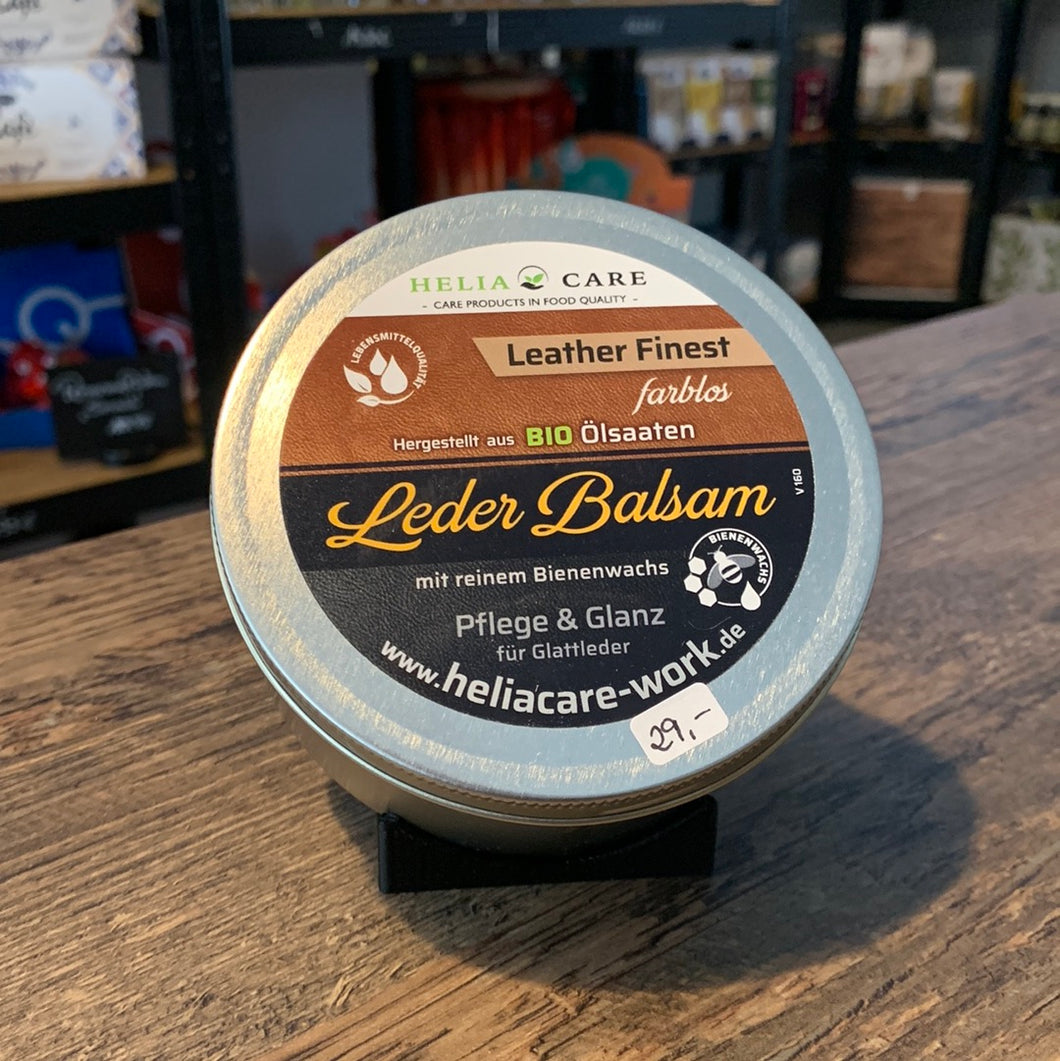 HELIA CARE
- CARE PRODUCTS IN FOOD QUALITY -
LEBENSMITTELQUALITÄT
Leather Finest
farblos
Hergestellt aus BIO Ölsaaten
V160
Leder Balsam
BIENENWACHS
mit reinem Bienenwachs
Pflege & Glanz
für Glattleder
www.heliacare-work.de
29,-